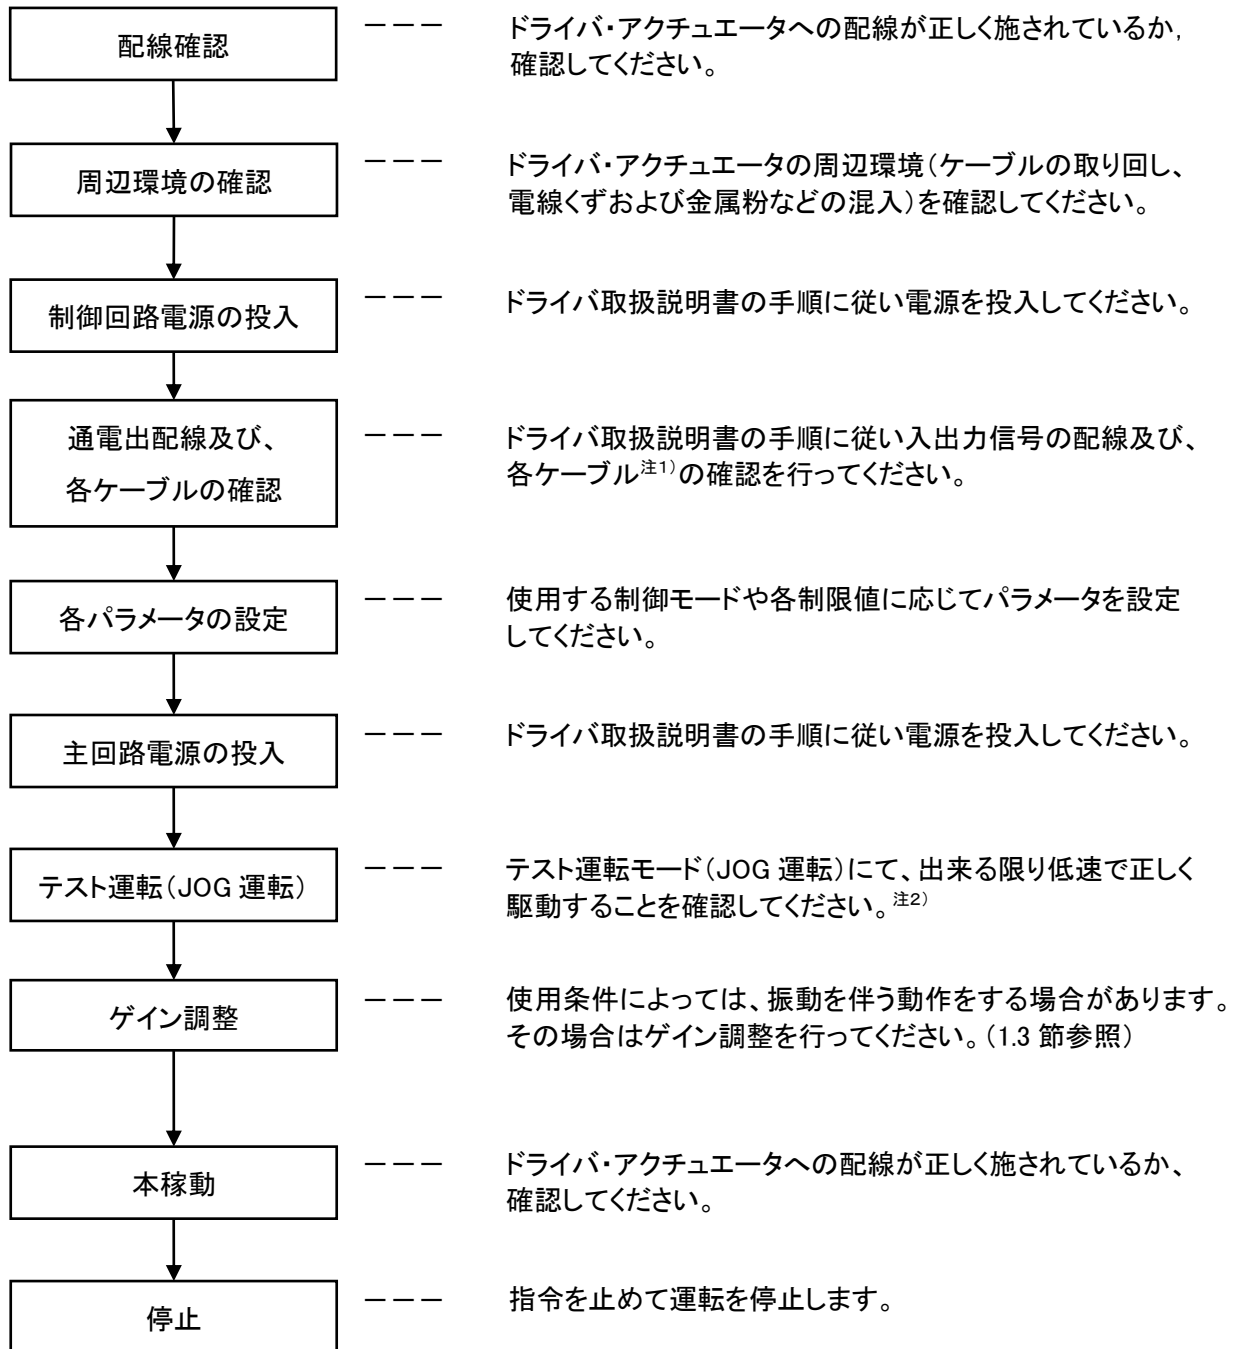 配線確認
ーーー
ドライバ・アクチュエータへの配線が正しく施されているか,
確認してください。
周辺環境の確認
ーーー
ドライバ・アクチュエータの周辺環境（ケーブルの取り回し、
電線くずおよび金属粉などの混入）を確認してください。
制御回路電源の投入
ーーー
ドライバ取扱説明書の手順に従い電源を投入してください。
通電出配線及び、
各ケーブルの確認
ーーー
ドライバ取扱説明書の手順に従い入出力信号の配線及び、
各ケーブル注1）の確認を行ってください。
各パラメータの設定
ーーー
使用する制御モードや各制限値に応じてパラメータを設定
してください。
主回路電源の投入
ーーー
ドライバ取扱説明書の手順に従い電源を投入してください。
テスト運転（JOG 運転）
ーーー
テスト運転モード（JOG 運転）にて、出来る限り低速で正しく
駆動することを確認してください。注2）
ゲイン調整
ーーー
使用条件によっては、振動を伴う動作をする場合があります。
その場合はゲイン調整を行ってください。（1.3 節参照）
本稼動
ーーー
ドライバ・アクチュエータへの配線が正しく施されているか、
確認してください。
停止
ーーー
指令を止めて運転を停止します。